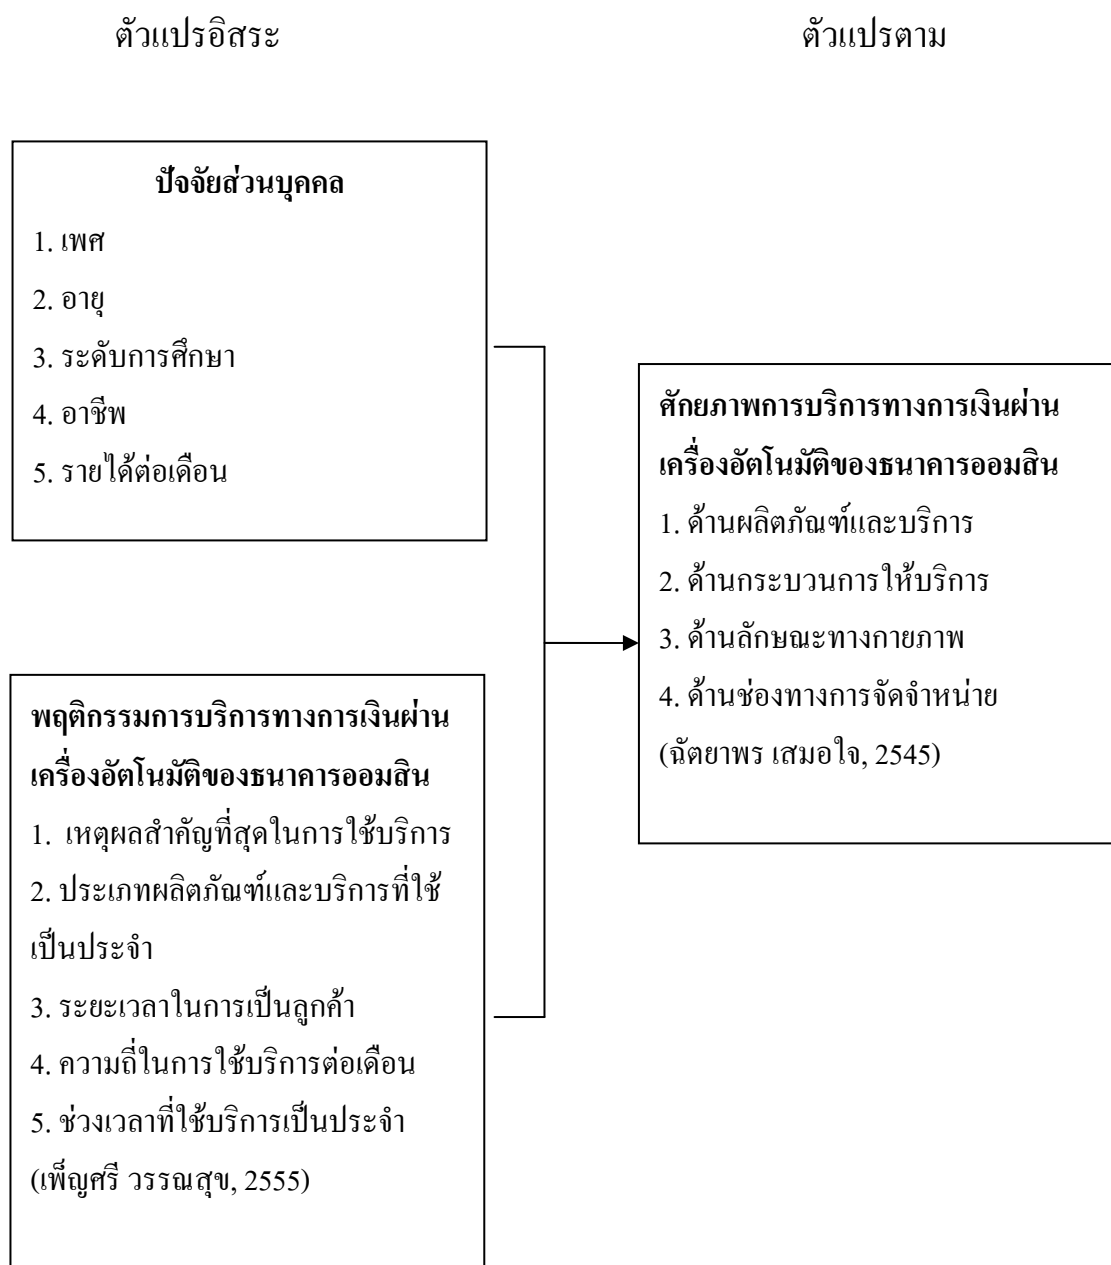 ตัวแปรอิสระ
ตัวแปรตาม
ปัจจัยส่วนบุคคล
1. เพศ
2. อายุ
3. ระดับการศึกษา
4. อาชีพ
5. รายได้ต่อเดือน
พฤติกรรมการบริการทางการเงินผ่าน
เครื่องอัตโนมัติของธนาคารออมสิน
1. เหตุผลสำคัญที่สุดในการใช้บริการ
2. ประเภทผลิตภัณฑ์และบริการที่ใช้
เป็นประจำ
3. ระยะเวลาในการเป็นลูกค้า
4. ความถี่ในการใช้บริการต่อเดือน
5. ช่วงเวลาที่ใช้บริการเป็นประจำ
(เพ็ญศรี วรรณสุข, 2555)
ศักยภาพการบริการทางการเงินผ่าน
เครื่องอัตโนมัติของธนาคารออมสิน
1. ด้านผลิตภัณฑ์และบริการ
2. ด้านกระบวนการให้บริการ
3. ด้านลักษณะทางกายภาพ
4. ด้านช่องทางการจัดจำหน่าย
(ฉัตยาพร เสมอใจ, 2545)